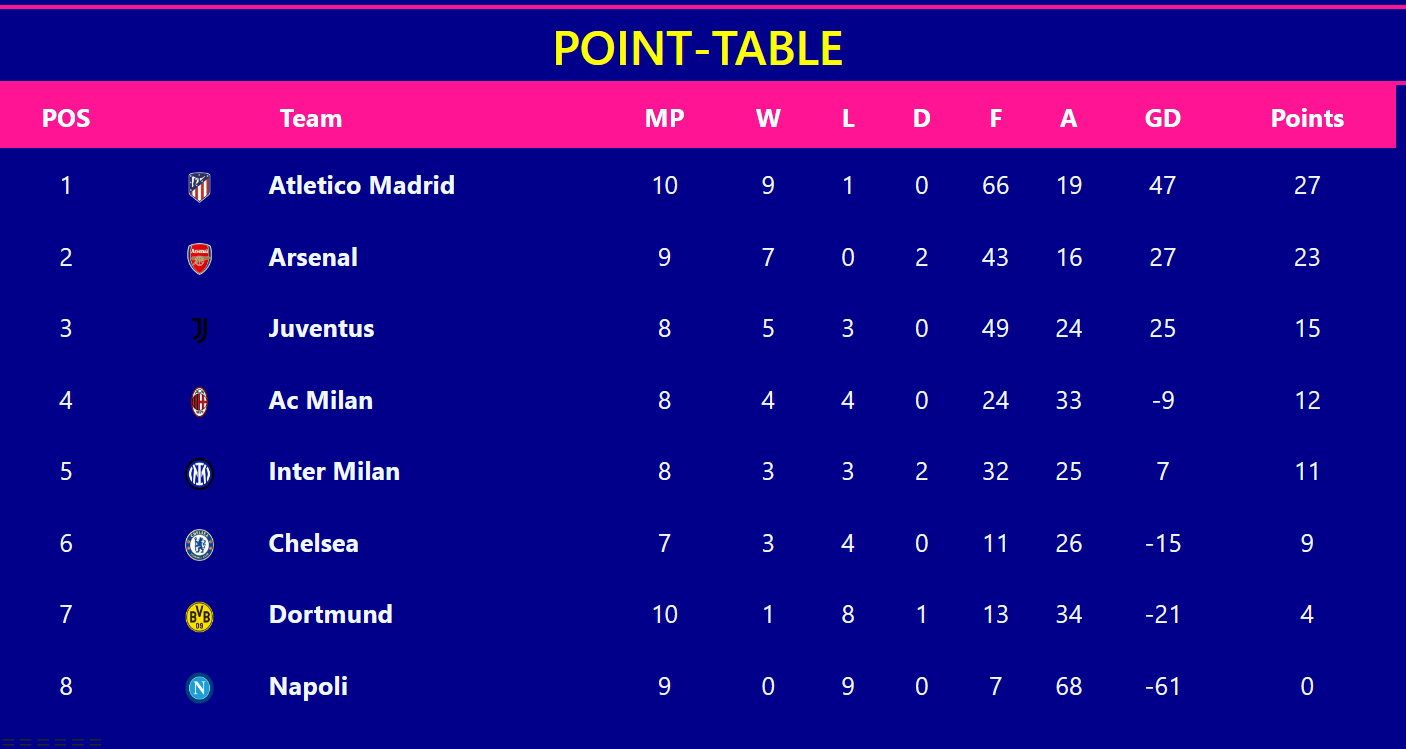 POINT-TABLE
POS Team MP W L D F A GD Points
1 Atletico Madrid 10 9 1 0 66 19 47 27
2 Arsenal Arsenal 9 7 0 2 43 16 27 23
3 Juventus 8 5 3 0 49 24 25 15
4 Ac Milan 8 4 4 0 24 33 -9 12
5 Inter Milan 8 3 3 2 32 25 7 11
6 Chelsea 7 3 4 0 11 26 -15 9
7 BVB 09 Dortmund 10 1 8 1 13 34 -21 4
8 N Napoli 9 0 9 0 7 68 -61 0